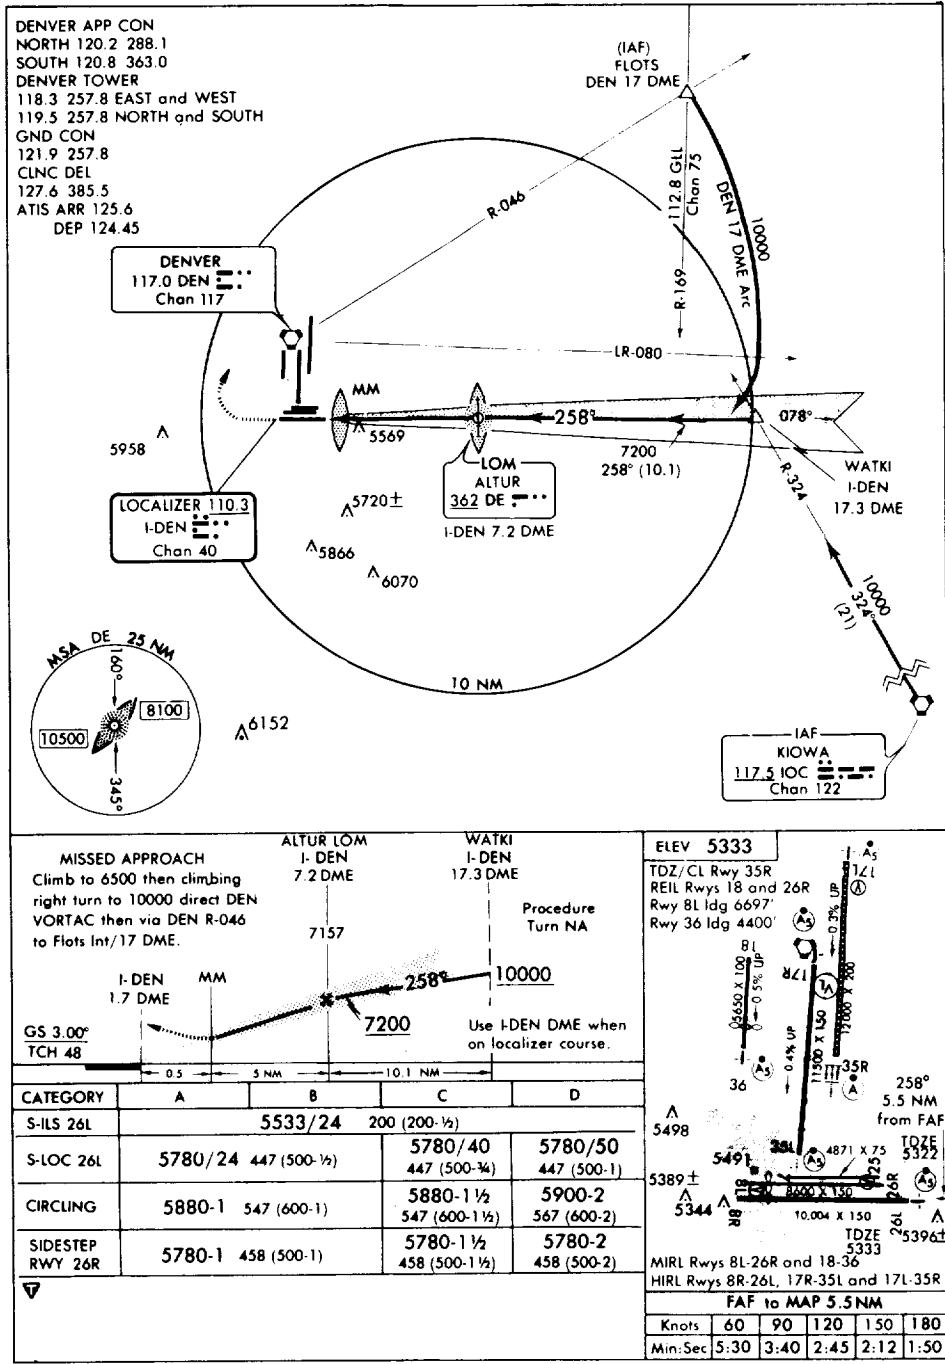 DENVER APP CON
NORTH 120.2 288.1
SOUTH 120.8 363.0
DENVER TOWER
118.3 257.8 EAST and WEST
119.5 257.8 NORTH and SOUTH
GND CON
121.9 257.8
CLNC DEL
127.6 385.5
ATIS ARR 125.6
DEP 124.45
(IAF)
FLOTS
DEN 17 DME
R-046
112.8 GLL
Chan 75
R-169
DEN 17 DME Arc
10000
DENVER
117.0 DEN
Chan 117
LR-080
MM
258°
078°
5569
5958
7200
258° (10.1)
LOM
ALTUR
362 DE
I-DEN 7.2 DME
R-324
WATKI
I-DEN
17.3 DME
LOCALIZER 110.3
I-DEN
Chan 40
5720±
5866
6070
10000
324°
(21)
10 NM
MSA DE 25 NM
160°
8100
10500
345°
6152
IAF
KIOWA
117.5 IOC
Chan 122
MISSED APPROACH
Climb to 6500 then climbing
right turn to 10000 direct DEN
VORTAC then via DEN R-046
to Flots Int/17 DME.
ALTUR LOM
I- DEN
7.2 DME
WATKI
I-DEN
17.3 DME
7157
Procedure
Turn NA
I-DEN
1.7 DME
MM
258°
10000
7200
GS 3.00°
TCH 48
Use I-DEN DME when
on localizer course.
0.5
5 NM
10.1 NM
CATEGORY A B C D
S-ILS 26L 5533/24 200 (200-½)
S-LOC 26L 5780/24 447 (500-½) 5780/40 447 (500-¾) 5780/50 447 (500-1)
CIRCLING 5880-1 547 (600-1) 5880-1½ 547 (600-1½) 5900-2 567 (600-2)
SIDESTEP RWY 26R 5780-1 458 (500-1) 5780-1½ 458 (500-1½) 5780-2 458 (500-2)
T
ELEV 5333
TDZ/CL Rwy 35R
REIL Rwys 18 and 26R
Rwy 8L ldg 6697'
Rwy 36 ldg 4400'
A5
17L
V
0.3% UP
A5
18
17R
VL
5650 X 100
0.5% UP
12000 X 200
11500 X 150
0.4% UP
36
A5
35R
A
258°
5.5 NM
from FAF
5498
35L
A5
4871 X 75
TDZE
5322
5491
5389±
8L
8600 X 150
26R
A5
5344
8R
10,004 X 150
26L
TDZE
5333
5396±
MIRL Rwys 8L-26R and 18-36
HIRL Rwys 8R-26L, 17R-35L and 17L-35R
FAF to MAP 5.5 NM
Knots 60 90 120 150 180
Min:Sec 5:30 3:40 2:45 2:12 1:50